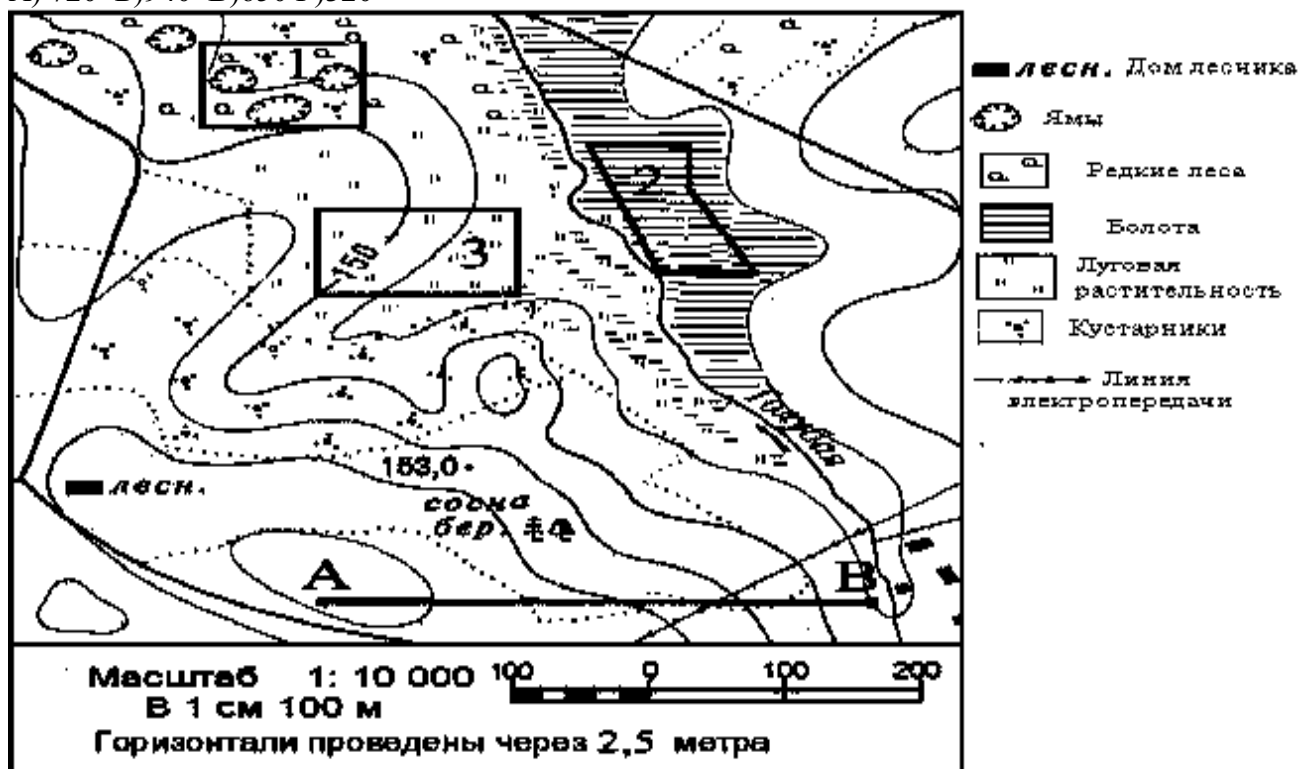 1
2
3
150
153,0
лесн.
сосна
бер.
А
В
Голубая
лесн. Дом лесника
Ямы
Редкие леса
Болота
Луговая
растительность
Кустарники
Линия
электропередачи
Масштаб 1: 10 000
В 1 см 100 м
100 0 100 200
Горизонтали проведены через 2,5 метра